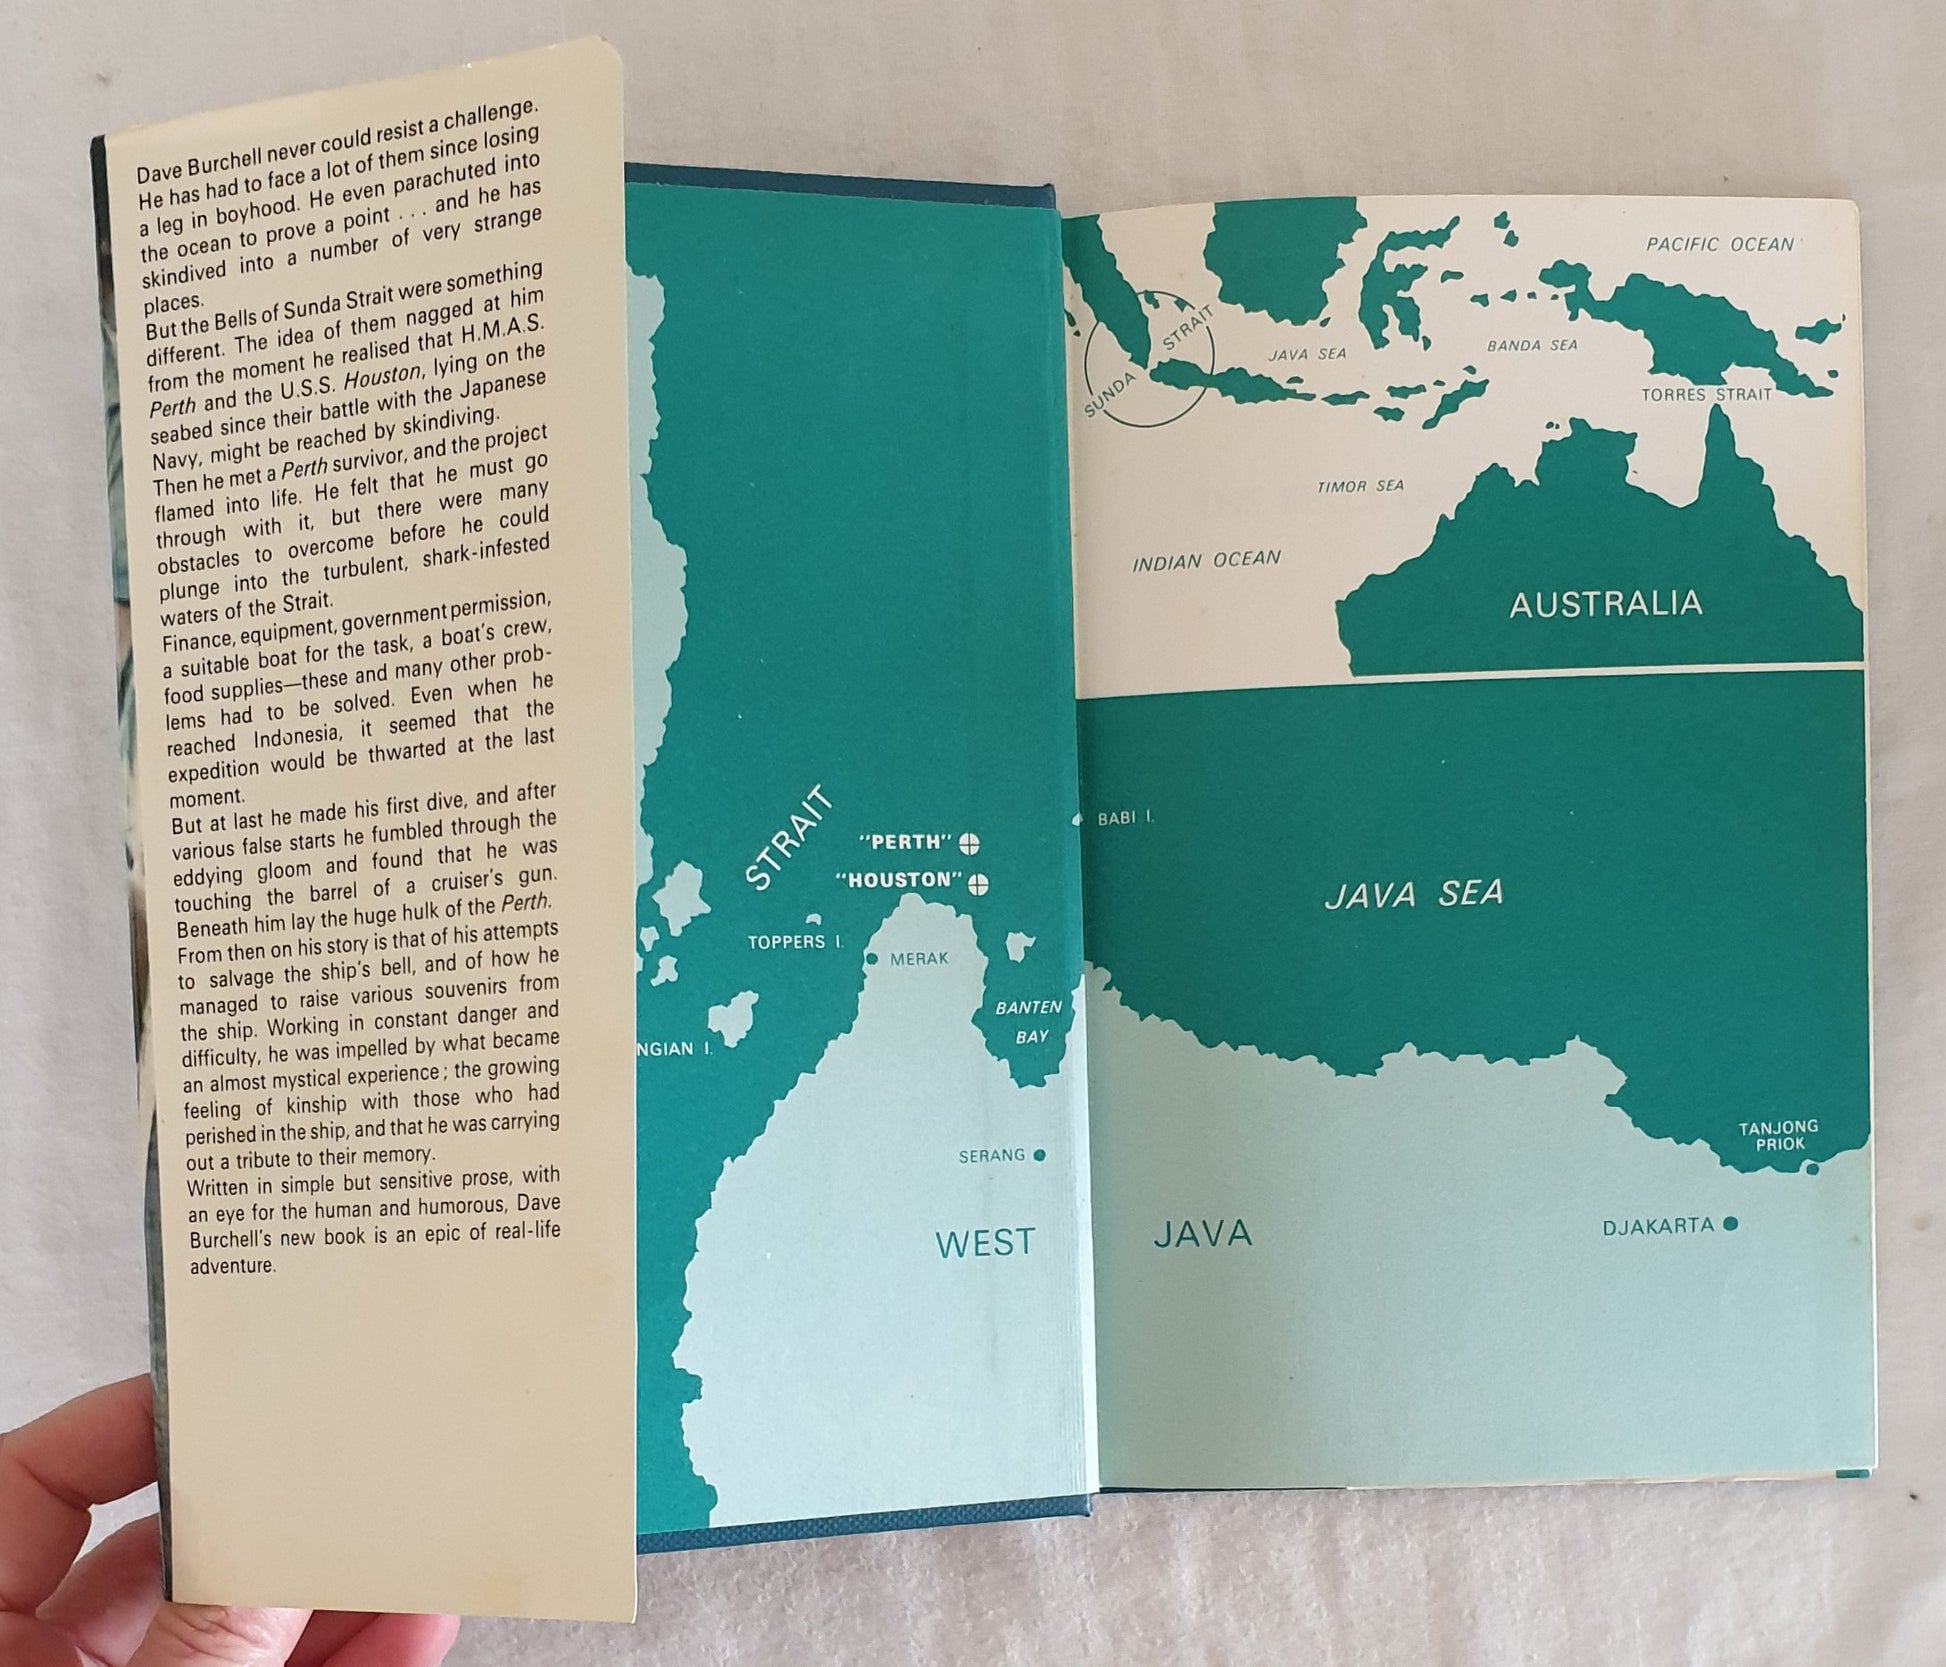 Dave Burchell never could resist a challenge.
He has had to face a lot of them since losing
a leg in boyhood. He even parachuted into
the ocean to prove a point . . . and he has
skindived into a number of very strange
places.
But the Bells of Sunda Strait were something
different. The idea of them nagged at him
from the moment he realised that H.M.A.S.
Perth and the U.S.S. Houston, lying on the
seabed since their battle with the Japanese
Navy, might be reached by skindiving.
Then he met a Perth survivor, and the project
flamed into life. He felt that he must go
through with it, but there were many
obstacles to overcome before he could
plunge into the turbulent, shark-infested
waters of the Strait.
Finance, equipment, government permission,
a suitable boat for the task, a boat's crew,
food supplies—these and many other prob-
lems had to be solved. Even when he
reached Indonesia, it seemed that the
expedition would be thwarted at the last
moment.
But at last he made his first dive, and after
various false starts he fumbled through the
eddying gloom and found that he was
touching the barrel of a cruiser's gun.
Beneath him lay the huge hulk of the Perth.
From then on his story is that of his attempts
to salvage the ship's bell, and of how he
managed to raise various souvenirs from
the ship. Working in constant danger and
difficulty, he was impelled by what became
an almost mystical experience; the growing
feeling of kinship with those who had
perished in the ship, and that he was carrying
out a tribute to their memory.
Written in simple but sensitive prose, with
an eye for the human and humorous, Dave
Burchell's new book is an epic of real-life
adventure.
STRAIT
"PERTH"
"HOUSTON"
TOPPERS I.
MERAK
BANTEN
BAY
NGIAN I.
SERANG
WEST
PACIFIC OCEAN
SUNDA STRAIT
JAVA SEA
BANDA SEA
TORRES STRAIT
TIMOR SEA
INDIAN OCEAN
AUSTRALIA
BABI I.
JAVA SEA
TANJONG
PRIOK
JAVA
DJAKARTA